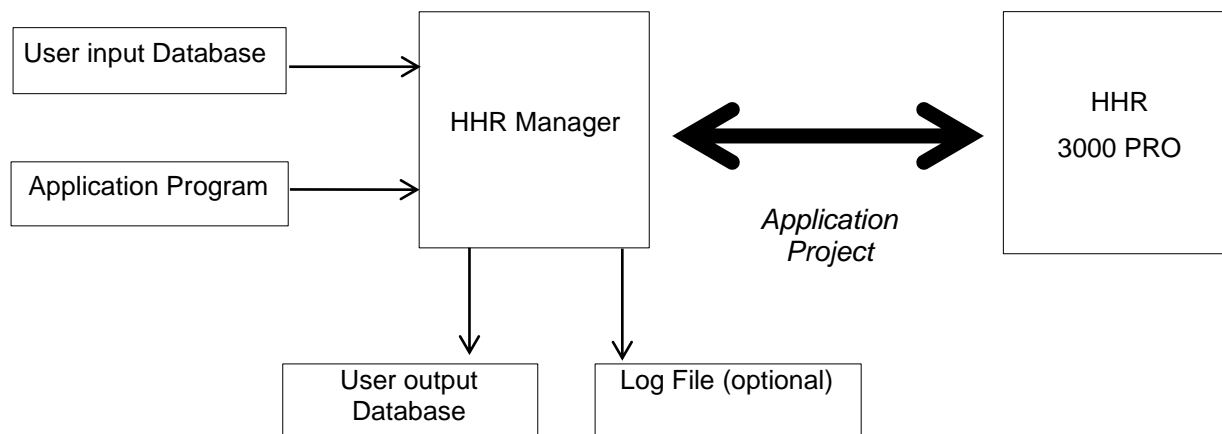 User input Database
HHR Manager
Application Program
HHR
3000 PRO
Application
Project
User output
Database
Log File (optional)